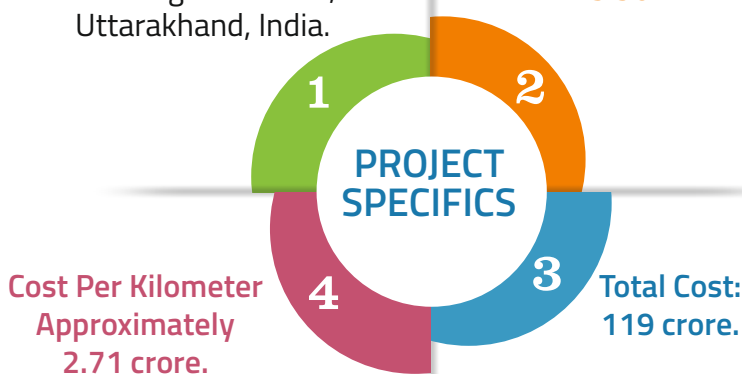 Uttarakhand, India.
1
2
PROJECT
SPECIFICS
4
3
Cost Per Kilometer
Approximately
2.71 crore.
Total Cost:
119 crore.